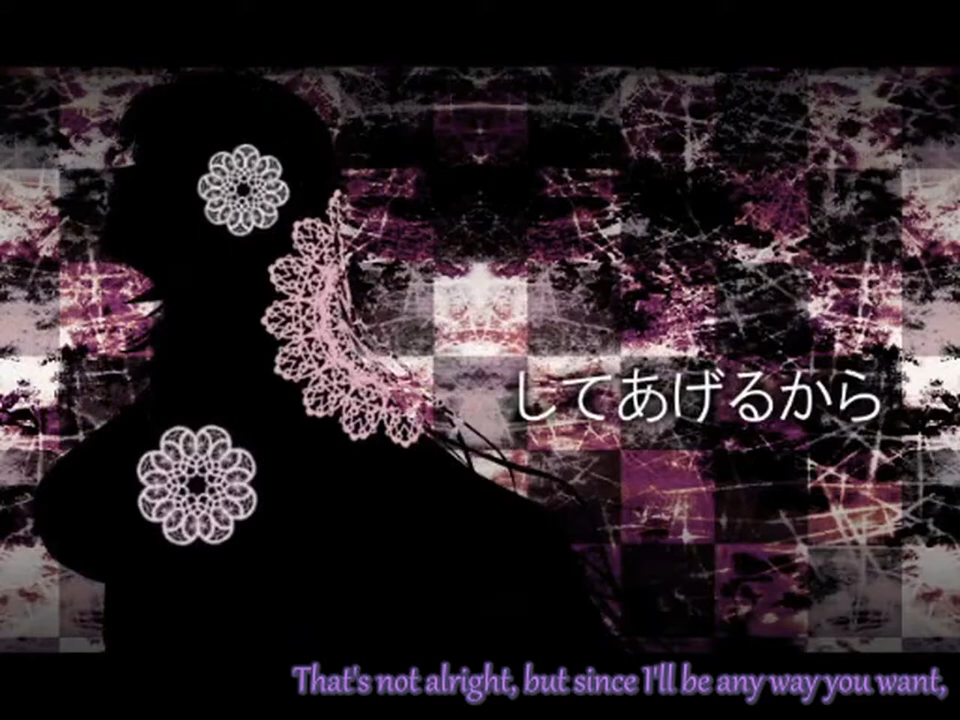 してあげるから
That's not alright, but since I'll be any way you want,